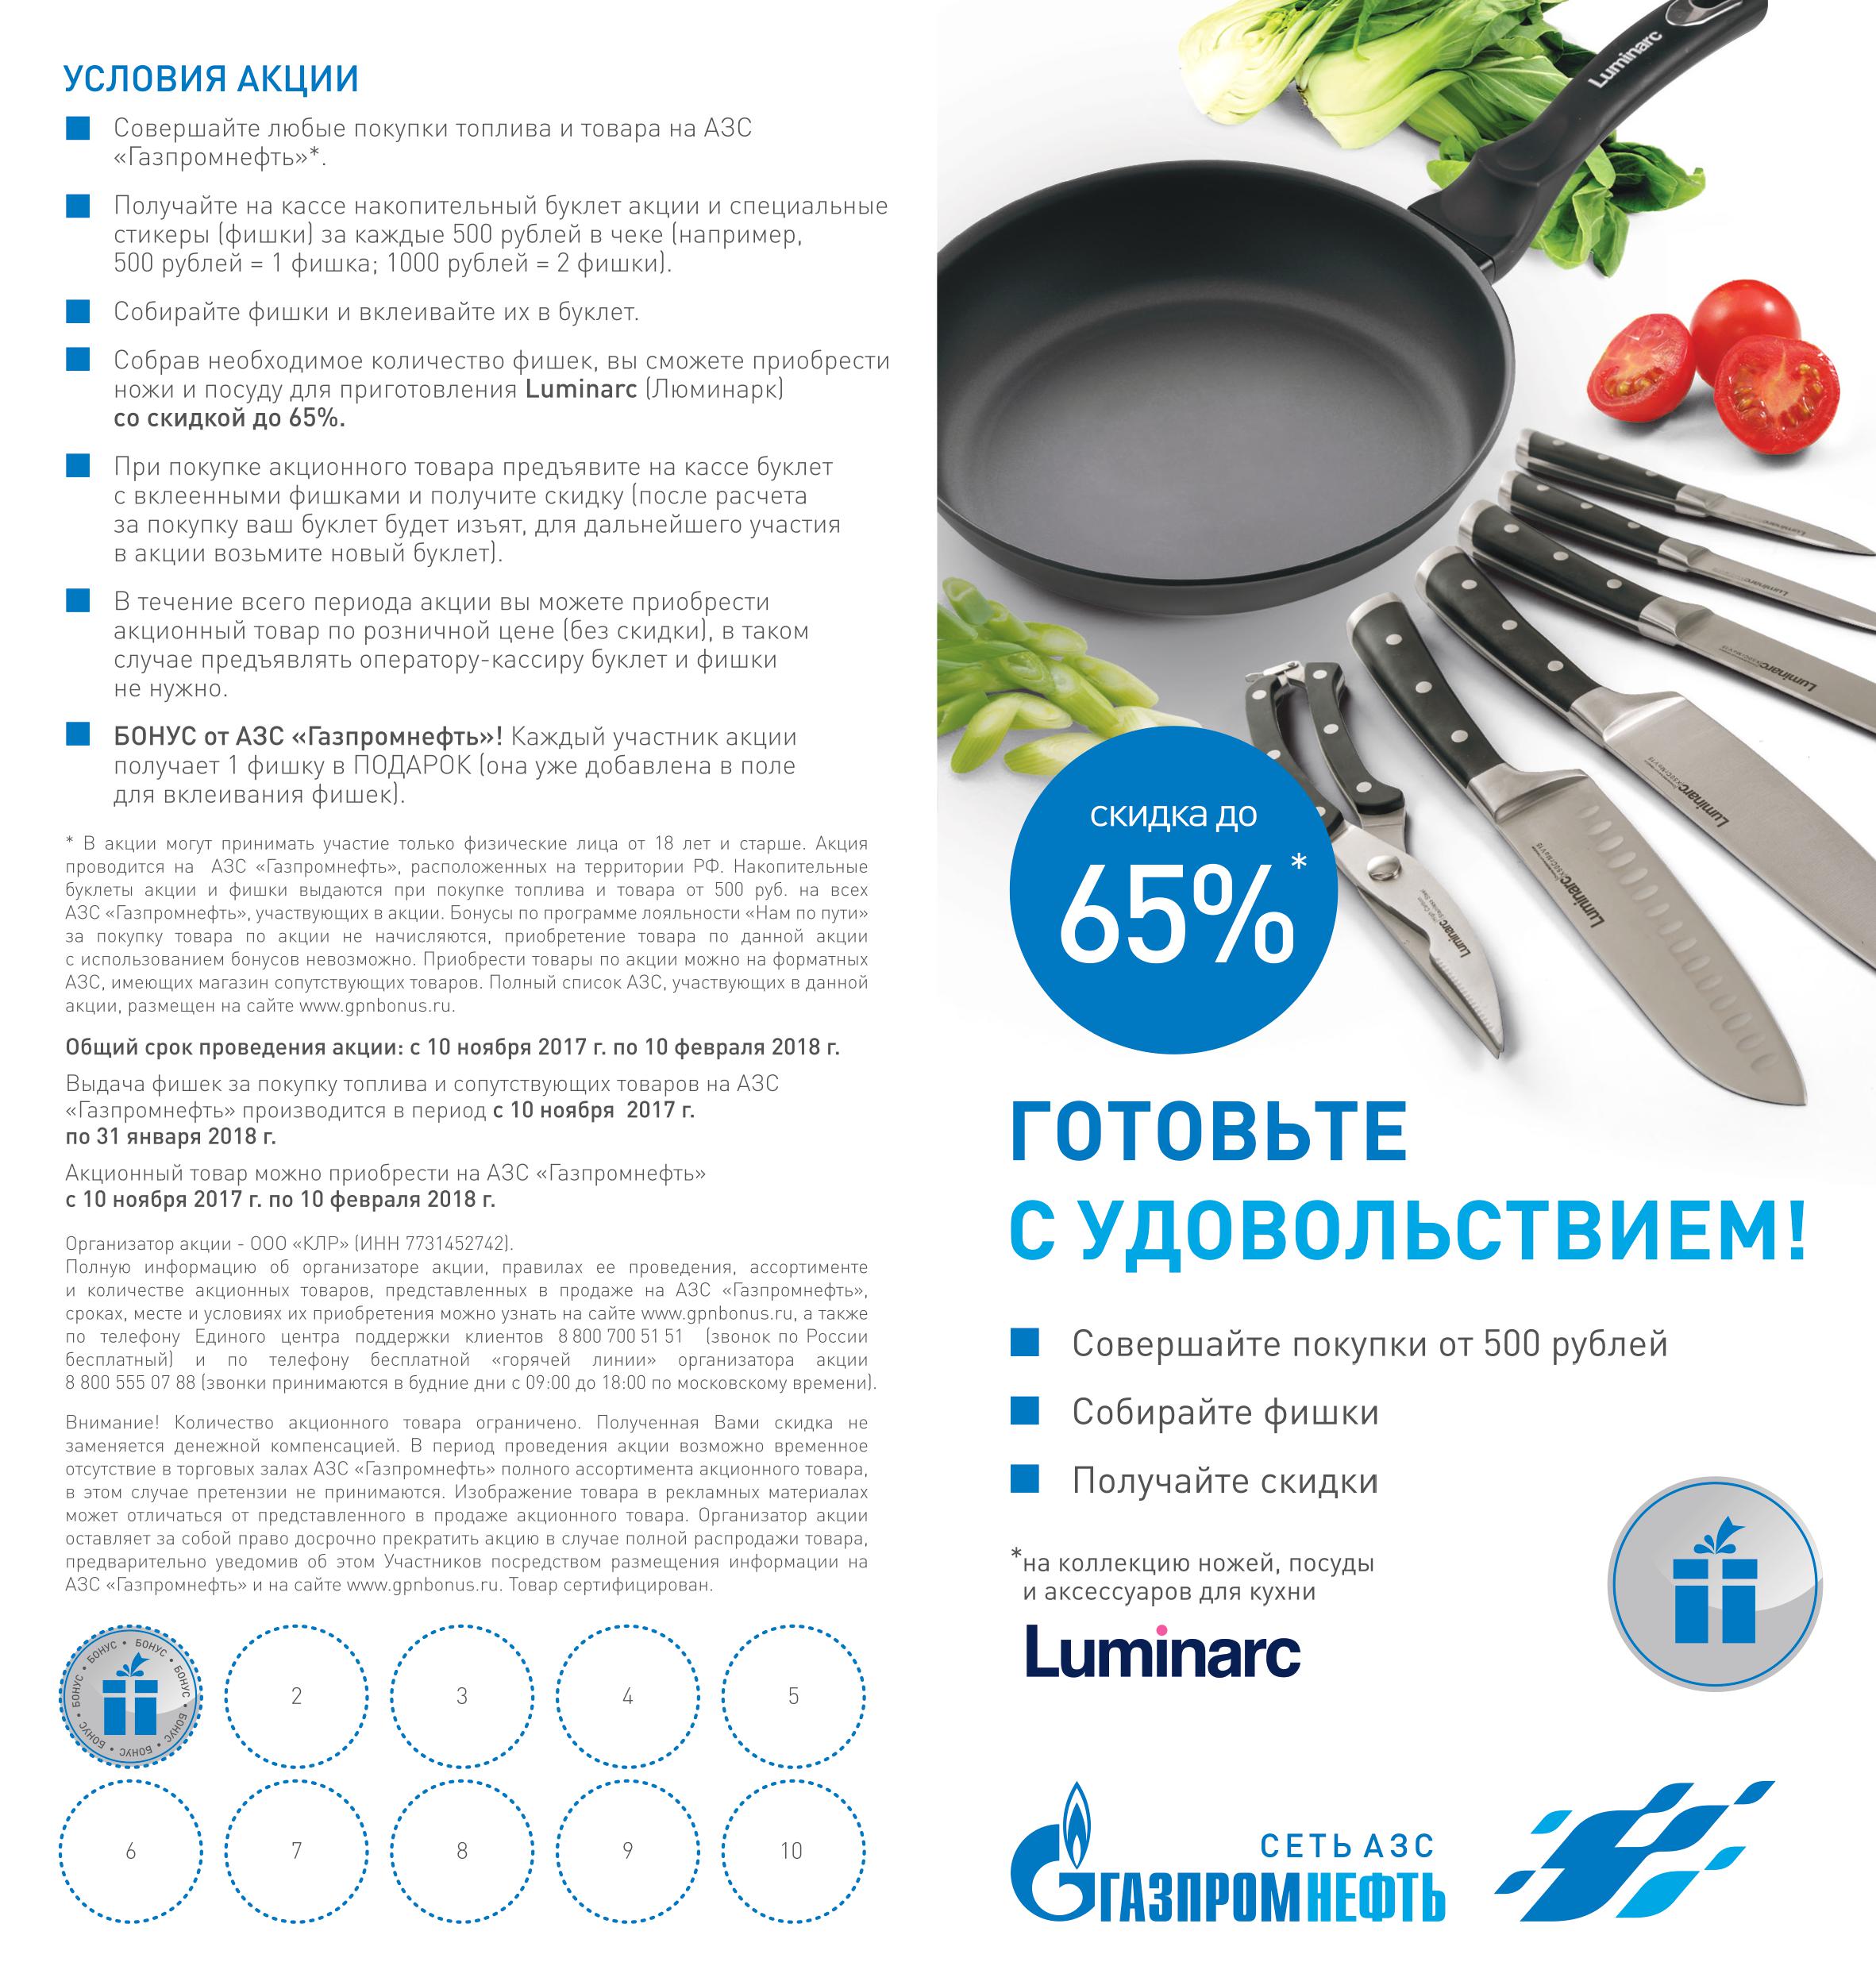 УСЛОВИЯ АКЦИИ
Совершайте любые покупки топлива и товара на АЗС
«Газпромнефть»*.
Получайте на кассе накопительный буклет акции и специальные
стикеры (фишки) за каждые 500 рублей в чеке (например,
500 рублей = 1 фишка; 1000 рублей = 2 фишки).
Собирайте фишки и вклеивайте их в буклет.
Собрав необходимое количество фишек, вы сможете приобрести
ножи и посуду для приготовления Luminarc (Люминарк)
со скидкой до 65%.
При покупке акционного товара предъявите на кассе буклет
с вклеенными фишками и получите скидку (после расчета
за покупку ваш буклет будет изъят, для дальнейшего участия
в акции возьмите новый буклет).
В течение всего периода акции вы можете приобрести
акционный товар по розничной цене (без скидки), в таком
случае предъявлять оператору-кассиру буклет и фишки
не нужно.
БОНУС от АЗС «Газпромнефть»! Каждый участник акции
получает 1 фишку в ПОДАРОК (она уже добавлена в поле
для вклеивания фишек).
* В акции могут принимать участие только физические лица от 18 лет и старше. Акция
проводится на АЗС «Газпромнефть», расположенных на территории РФ. Накопительные
буклеты акции и фишки выдаются при покупке топлива и товара от 500 руб. на всех
АЗС «Газпромнефть», участвующих в акции. Бонусы по программе лояльности «Нам по пути»
за покупку товара по акции не начисляются, приобретение товара по данной акции
с использованием бонусов невозможно. Приобрести товары по акции можно на форматных
АЗС, имеющих магазин сопутствующих товаров. Полный список АЗС, участвующих в данной
акции, размещен на сайте www.gpnbonus.ru.
Общий срок проведения акции: с 10 ноября 2017 г. по 10 февраля 2018 г.
Выдача фишек за покупку топлива и сопутствующих товаров на АЗС
«Газпромнефть» производится в период с 10 ноября 2017 г.
по 31 января 2018 г.
Акционный товар можно приобрести на АЗС «Газпромнефть»
с 10 ноября 2017 г. по 10 февраля 2018 г.
Организатор акции - ООО «КЛР» (ИНН 7731452742).
Полную информацию об организаторе акции, правилах ее проведения, ассортименте
и количестве акционных товаров, представленных в продаже на АЗС «Газпромнефть»,
сроках, месте и условиях их приобретения можно узнать на сайте www.gpnbonus.ru, а также
по телефону Единого центра поддержки клиентов 8 800 700 51 51 (звонок по России
бесплатный) и по телефону бесплатной «горячей линии» организатора акции
8 800 555 07 88 (звонки принимаются в будние дни с 09:00 до 18:00 по московскому времени).
Внимание! Количество акционного товара ограничено. Полученная Вами скидка не
заменяется денежной компенсацией. В период проведения акции возможно временное
отсутствие в торговых залах АЗС «Газпромнефть» полного ассортимента акционного товара,
в этом случае претензии не принимаются. Изображение товара в рекламных материалах
может отличаться от представленного в продаже акционного товара. Организатор акции
оставляет за собой право досрочно прекратить акцию в случае полной распродажи товара,
предварительно уведомив об этом Участников посредством размещения информации на
АЗС «Газпромнефть» и на сайте www.gpnbonus.ru. Товар сертифицирован.
БОНУС • БОНУС • БОНУС • БОНУС • БОНУС • БОНУС • БОНУС •
2 3 4 5
6 7 8 9 10
Luminarc
Luminarc
Luminarc
Luminarc
Luminarc
Luminarc
Luminarc
скидка до
65%*
ГОТОВЬТЕ
С УДОВОЛЬСТВИЕМ!
Совершайте покупки от 500 рублей
Собирайте фишки
Получайте скидки
*на коллекцию ножей, посуды
и аксессуаров для кухни
Luminarc
СЕТЬ АЗС
ГАЗПРОМНЕФТЬ